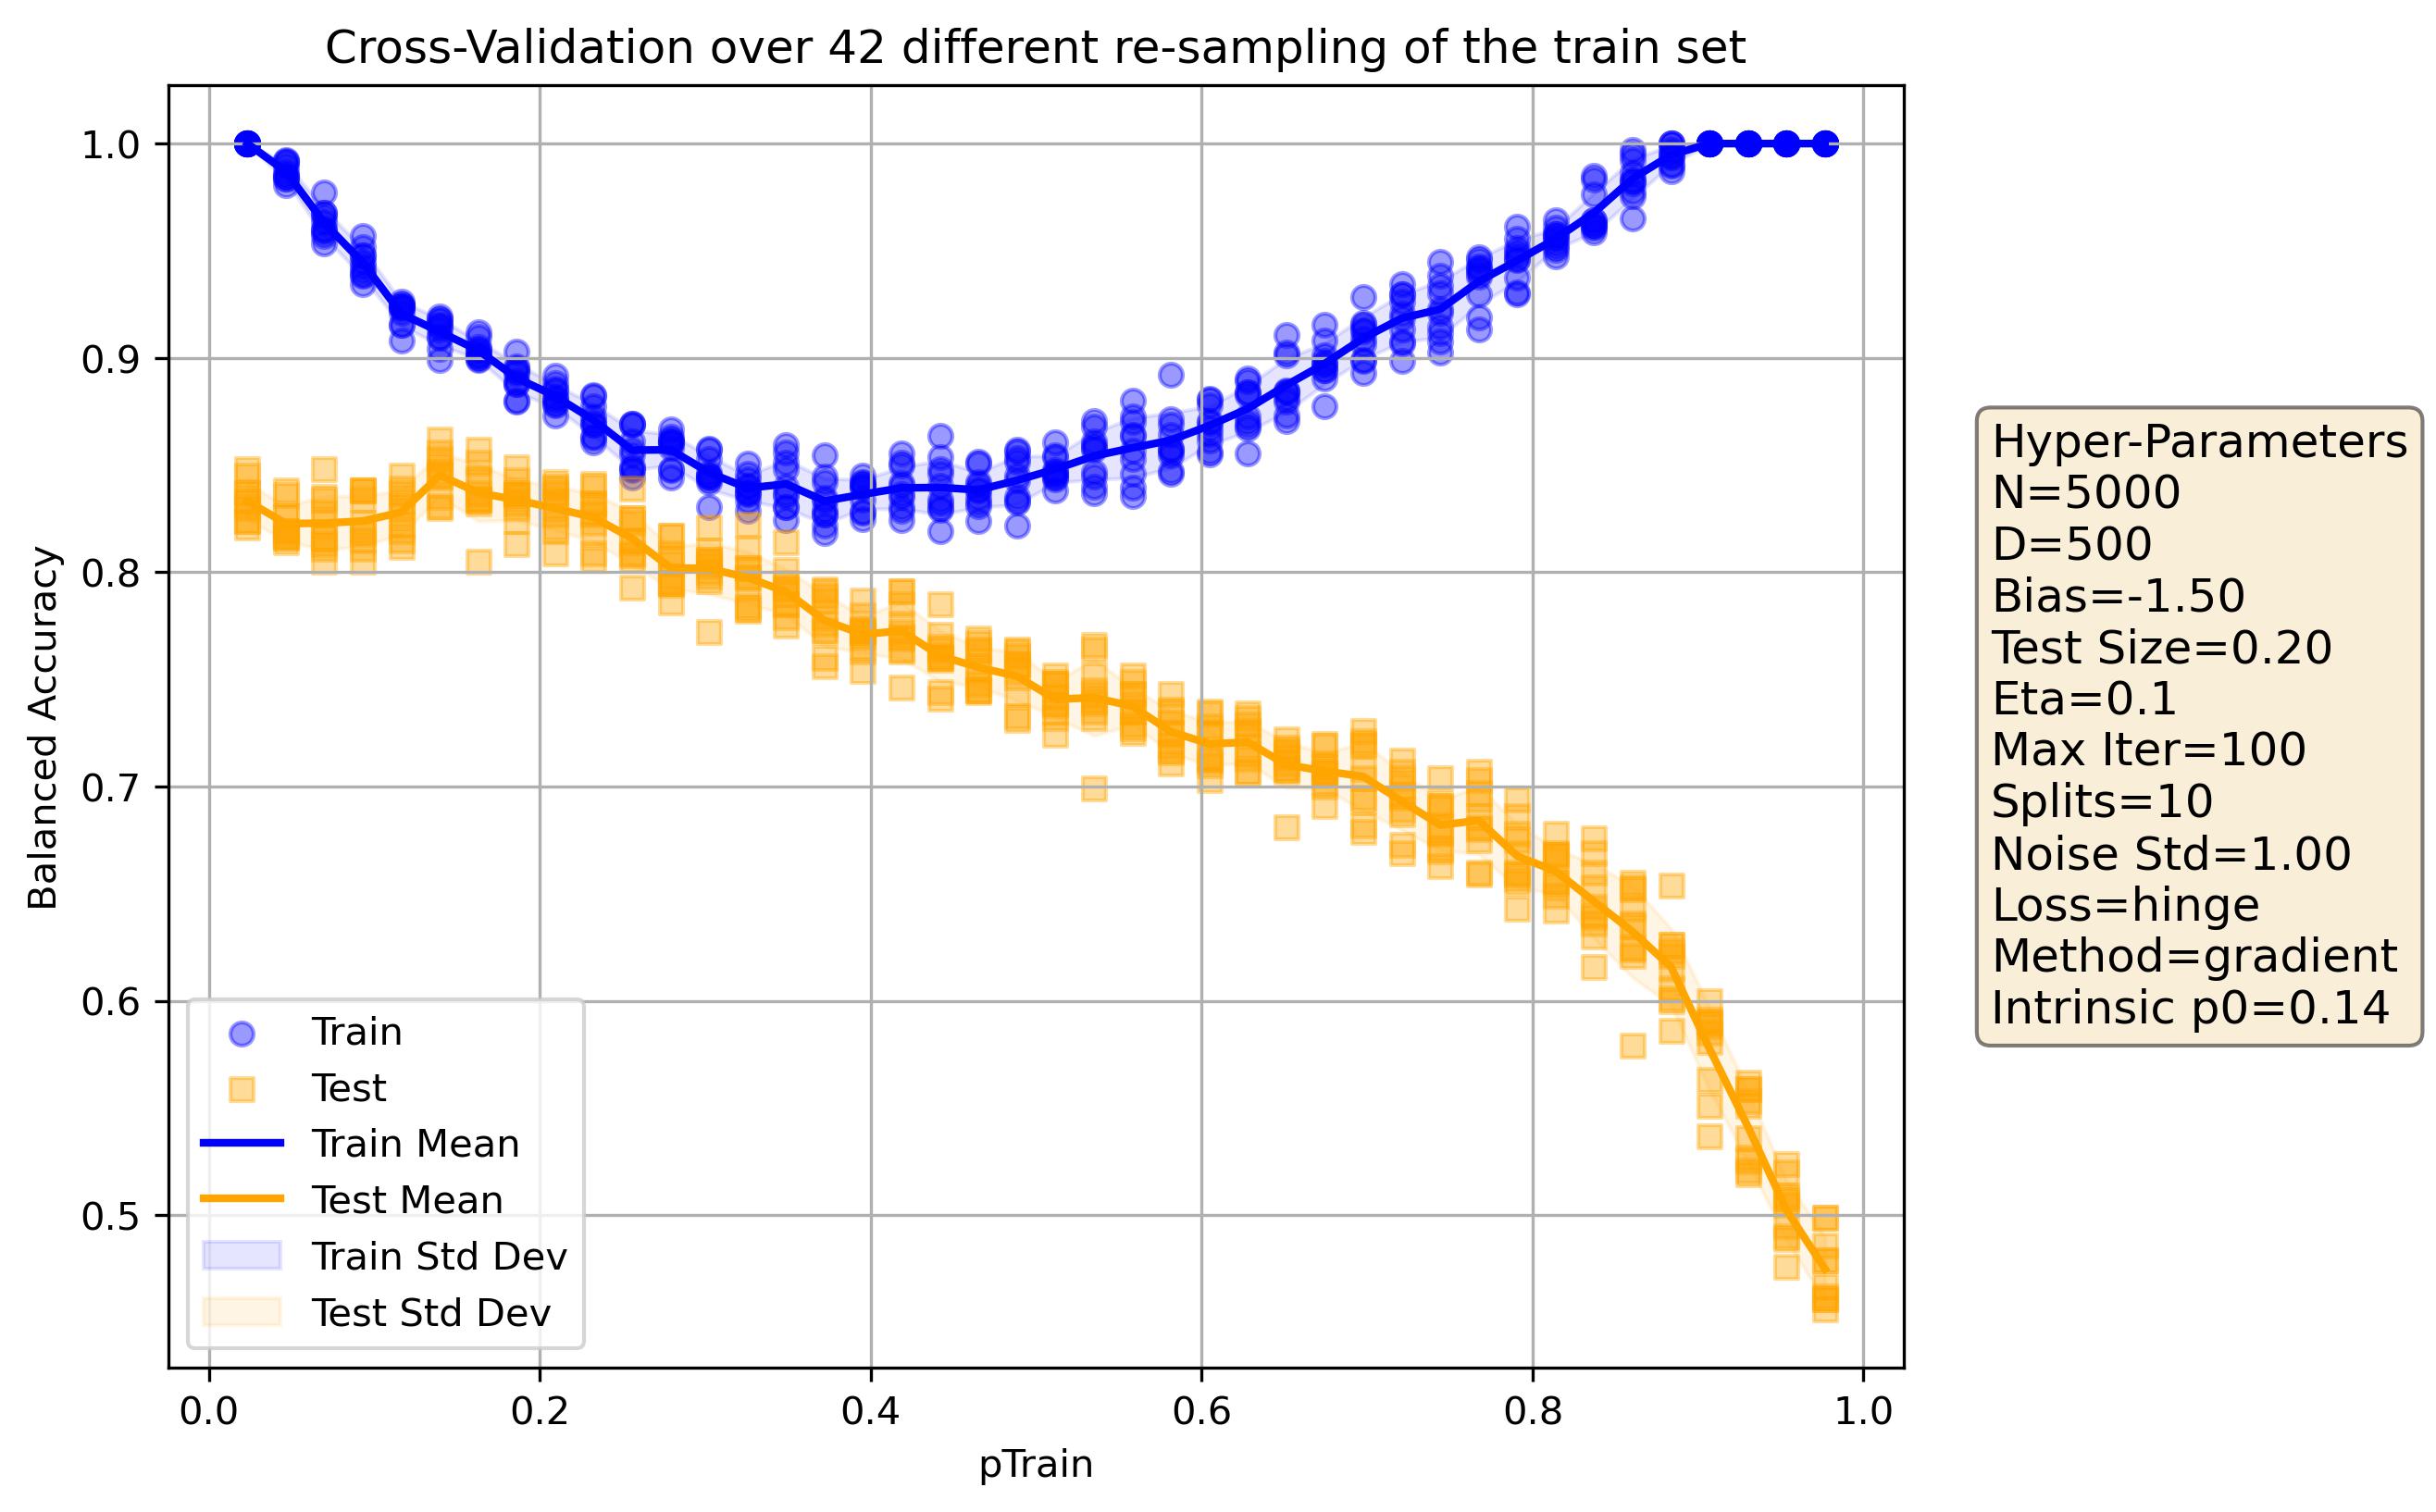 Cross-Validation over 42 different re-sampling of the train set
Balanced Accuracy
1.0
0.9
0.8
0.7
0.6
0.5
0.0
0.2
0.4
0.6
0.8
1.0
pTrain
Train
Test
Train Mean
Test Mean
Train Std Dev
Test Std Dev
Hyper-Parameters
N=5000
D=500
Bias=-1.50
Test Size=0.20
Eta=0.1
Max Iter=100
Splits=10
Noise Std=1.00
Loss=hinge
Method=gradient
Intrinsic p0=0.14